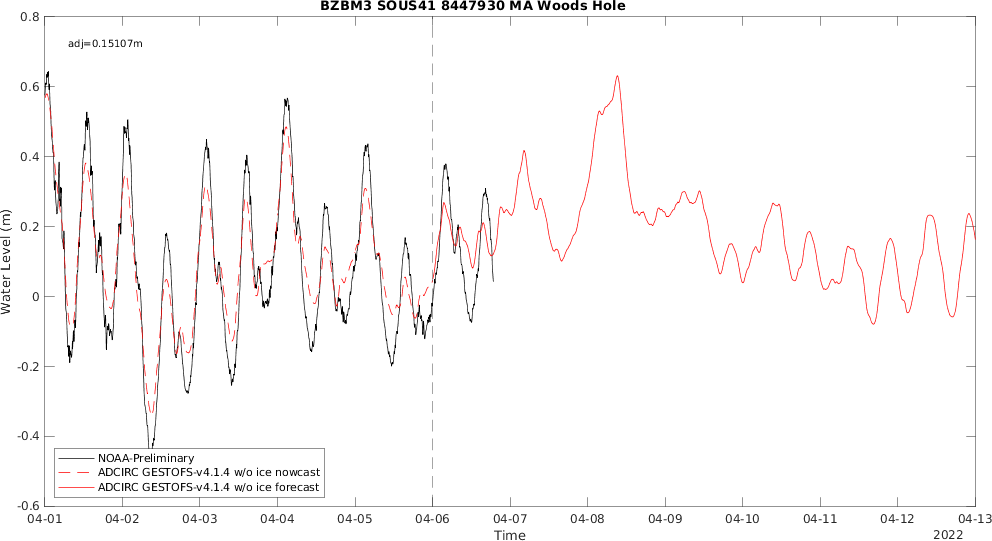 BZBM3 SOUS41 8447930 MA Woods Hole
adj=0.15107m
Water Level (m)
0.8
0.6
0.4
0.2
0
-0.2
-0.4
-0.6
NOAA-Preliminary
ADCIRC GESTOFS-v4.1.4 w/o ice nowcast
ADCIRC GESTOFS-v4.1.4 w/o ice forecast
04-01 04-02 04-03 04-04 04-05 04-06 04-07 04-08 04-09 04-10 04-11 04-12 04-13
Time
2022